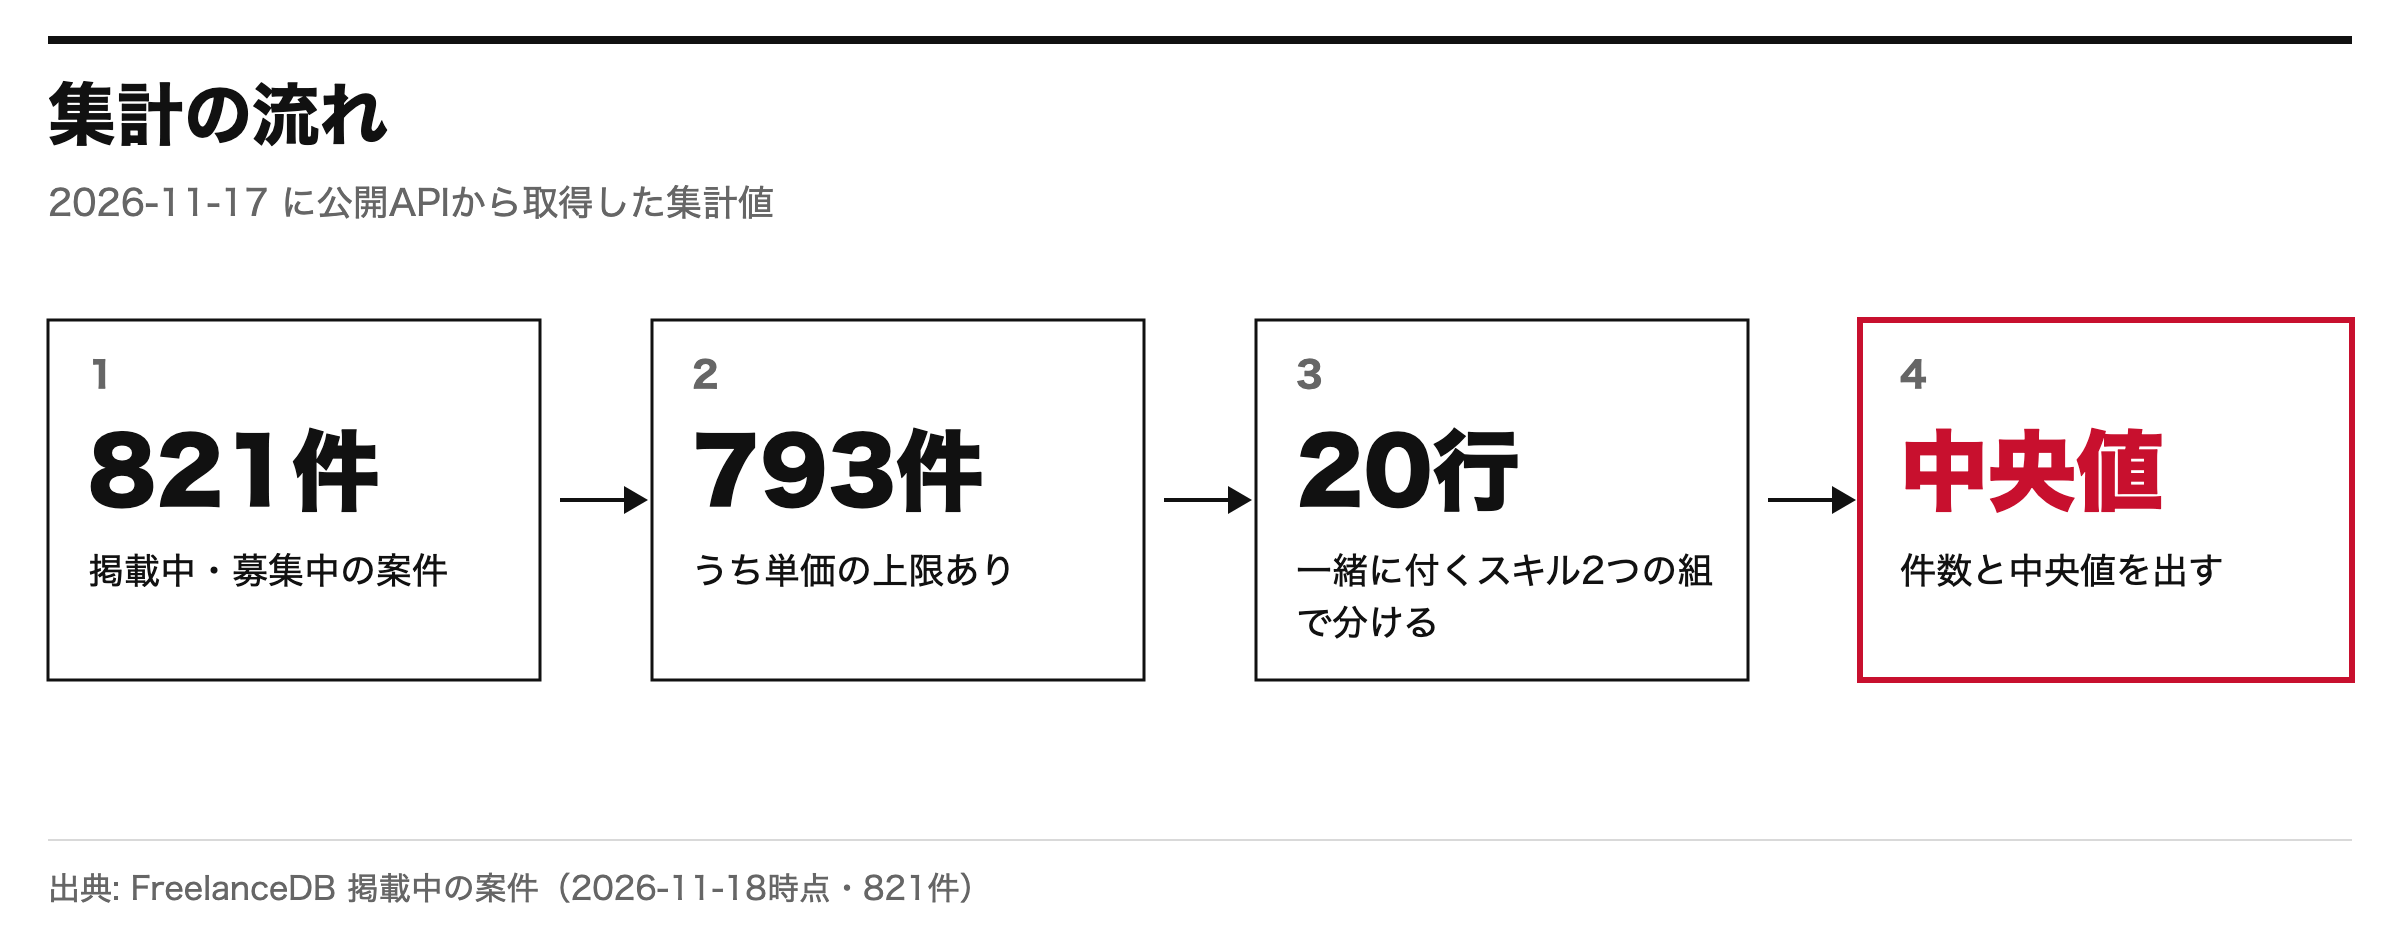 集計の流れ
2026-11-17 に公開APIから取得した集計値
1
821件
掲載中・募集中の案件
2
793件
うち単価の上限あり
3
20行
一緒に付くスキル2つの組
で分ける
4
中央値
件数と中央値を出す
出典: FreelanceDB 掲載中の案件（2026-11-18時点・821件）